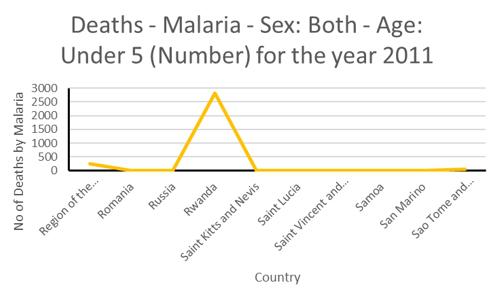 Deaths - Malaria - Sex: Both - Age:
Under 5 (Number) for the year 2011
No of Deaths by Malaria
3000
2500
2000
1500
1000
500
0
Region of the...
Romania
Russia
Rwanda
Saint Kitts and Nevis
Saint Lucia
Saint Vincent and...
Samoa
San Marino
Sao Tome and...
Country